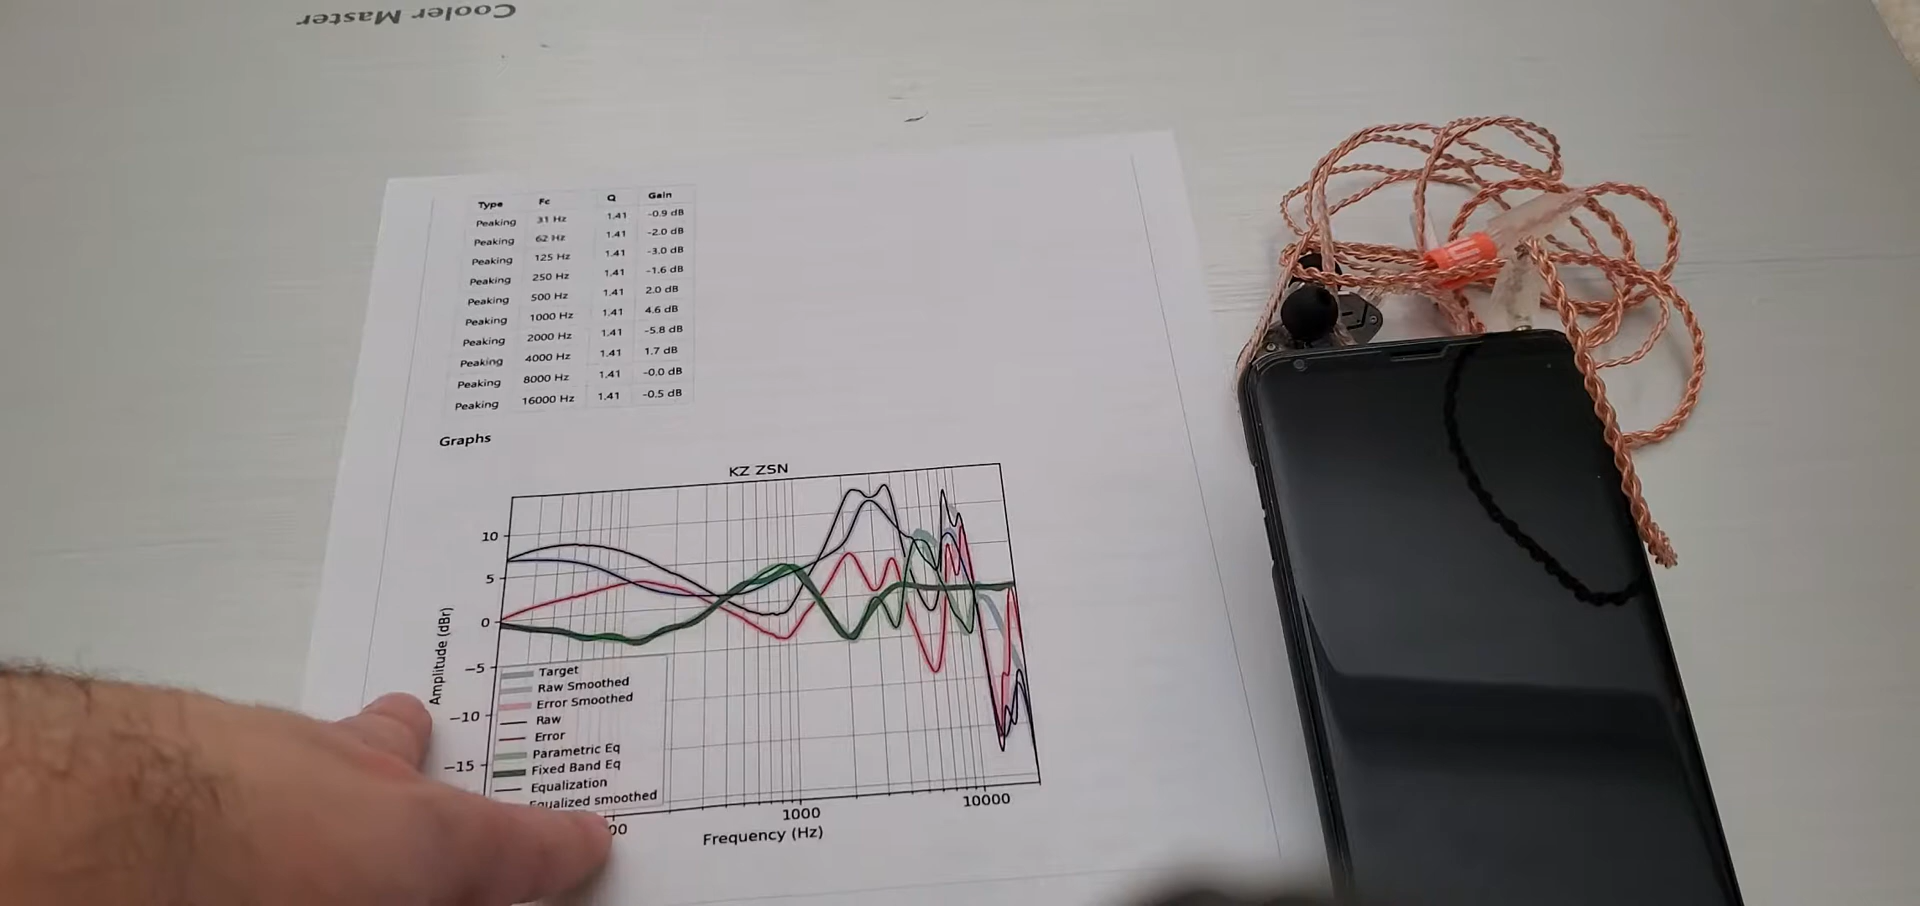 Cooler Master
Type Fc Q Gain
Peaking 31 Hz 1.41 -0.9 dB
Peaking 62 Hz 1.41 -2.0 dB
Peaking 125 Hz 1.41 -3.0 dB
Peaking 250 Hz 1.41 -1.6 dB
Peaking 500 Hz 1.41 2.0 dB
Peaking 1000 Hz 1.41 4.6 dB
Peaking 2000 Hz 1.41 -5.8 dB
Peaking 4000 Hz 1.41 1.7 dB
Peaking 8000 Hz 1.41 -0.0 dB
Peaking 16000 Hz 1.41 -0.5 dB
Graphs
KZ ZSN
10
5
0
−5
−10
−15
Amplitude (dBr)
Target
Raw Smoothed
Error Smoothed
Raw
Error
Parametric Eq
Fixed Band Eq
Equalization
Equalized smoothed
00 1000 10000
Frequency (Hz)